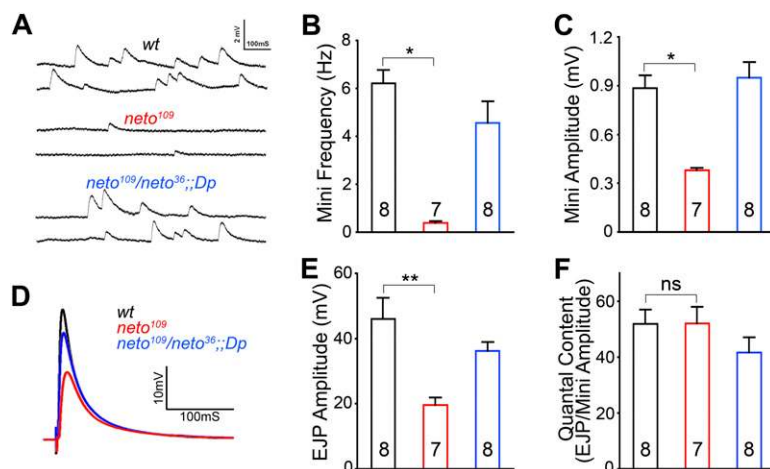 A
wt
2 mV
100mS
neto109
neto109/neto36;;Dp
B
Mini Frequency (Hz)
8
6
4
2
0
*
8
7
8
C
Mini Amplitude (mV)
1.2
0.9
0.6
0.3
0
*
8
7
8
D
wt
neto109
neto109/neto36;;Dp
10mV
100mS
E
EJP Amplitude (mV)
60
40
20
0
**
8
7
8
F
Quantal Content
(EJP/Mini Amplitude)
60
40
20
0
ns
8
7
8